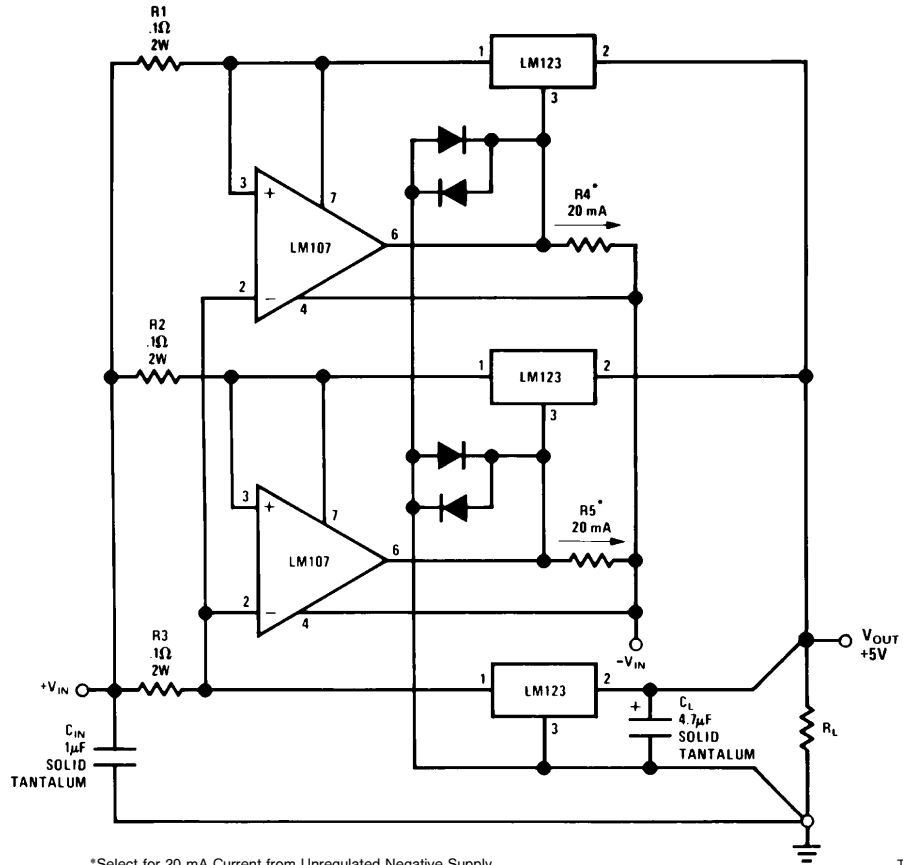 R1
.1Ω
2W
1
LM123
2
3
3
+
7
R4*
20 mA
LM107
6
2
−
4
R2
.1Ω
2W
1
LM123
2
3
3
+
7
R5*
20 mA
LM107
6
2
−
4
R3
.1Ω
2W
−VIN
VOUT
+5V
+VIN
1
LM123
2
3
+
CL
4.7μF
SOLID
TANTALUM
RL
CIN
1μF
SOLID
TANTALUM
*Select for 20 mA Current from Unregulated Negative Supply